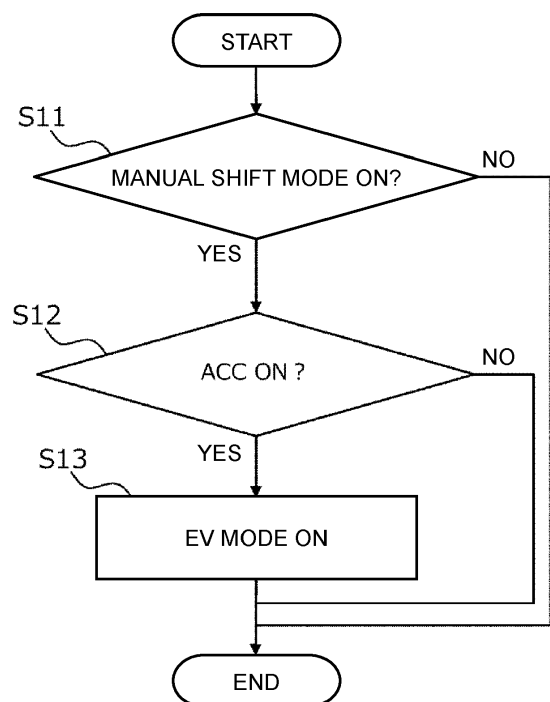 START
S11
MANUAL SHIFT MODE ON?
NO
YES
S12
ACC ON ?
NO
YES
S13
EV MODE ON
END